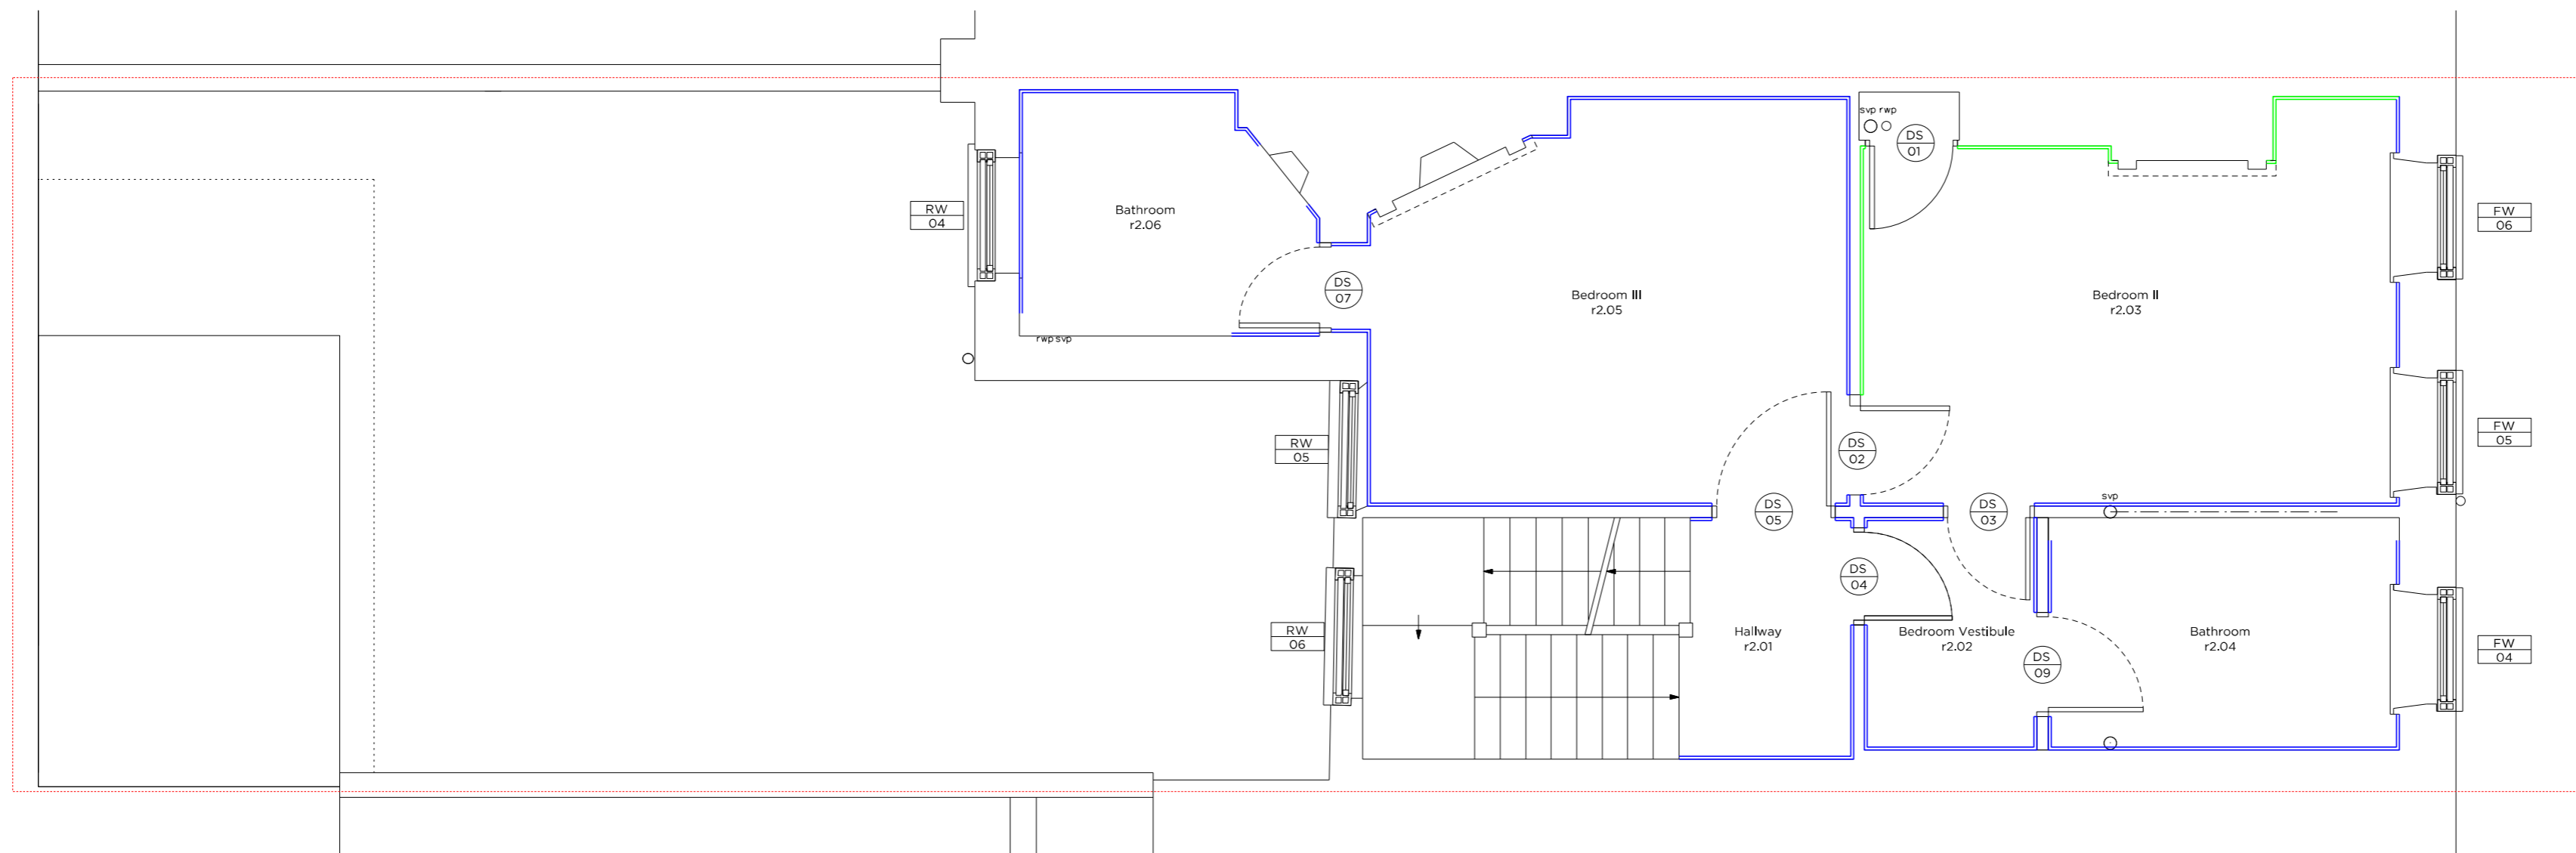 svp rwp
DS
01
RW
04
Bathroom
r2.06
FW
06
DS
07
Bedroom III
r2.05
Bedroom II
r2.03
rwp svp
RW
05
DS
02
FW
05
svp
DS
05
DS
03
DS
04
RW
06
Hallway
r2.01
Bedroom Vestibule
r2.02
Bathroom
r2.04
DS
09
FW
04